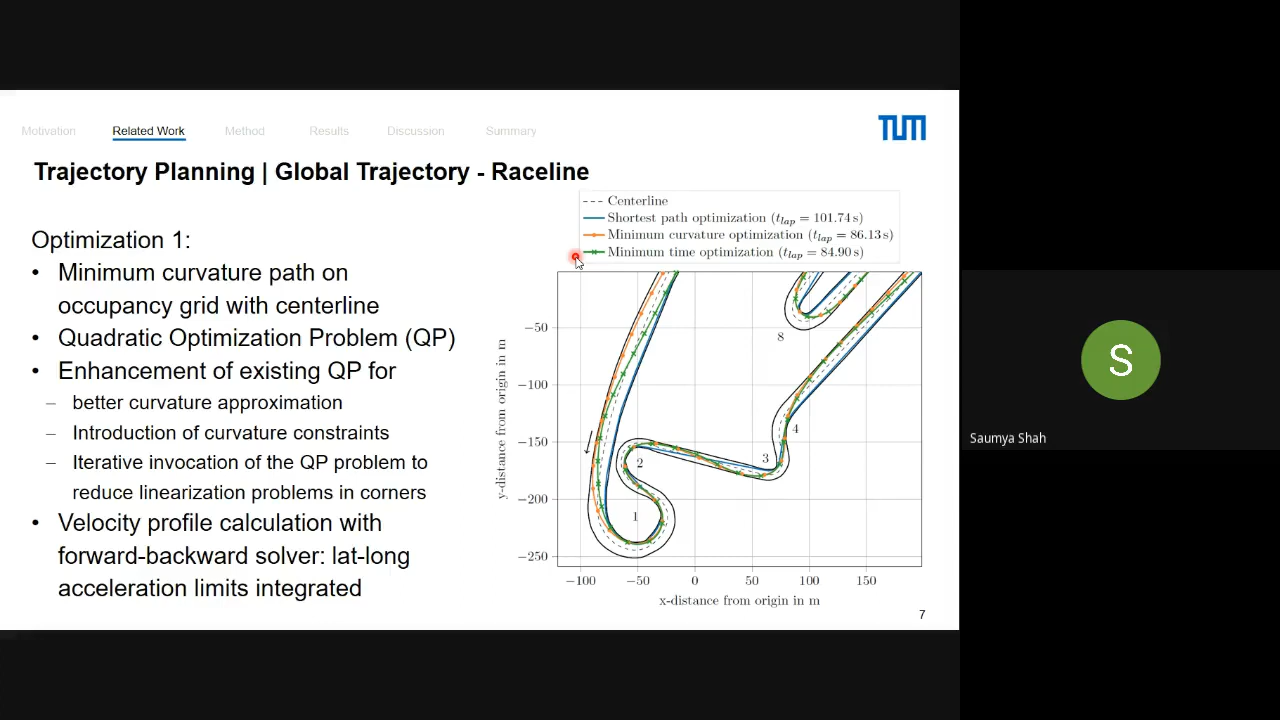 Motivation Related Work Method Results Discussion Summary
TUM
Trajectory Planning | Global Trajectory - Raceline
Optimization 1:
• Minimum curvature path on
occupancy grid with centerline
• Quadratic Optimization Problem (QP)
• Enhancement of existing QP for
– better curvature approximation
– Introduction of curvature constraints
– Iterative invocation of the QP problem to
reduce linearization problems in corners
• Velocity profile calculation with
forward-backward solver: lat-long
acceleration limits integrated
Centerline
Shortest path optimization (t_lap = 101.74 s)
Minimum curvature optimization (t_lap = 86.13 s)
Minimum time optimization (t_lap = 84.90 s)
y-distance from origin in m
−50
−100
−150
−200
−250
8
4
3
2
1
−100 −50 0 50 100 150
x-distance from origin in m
7
S
Saumya Shah